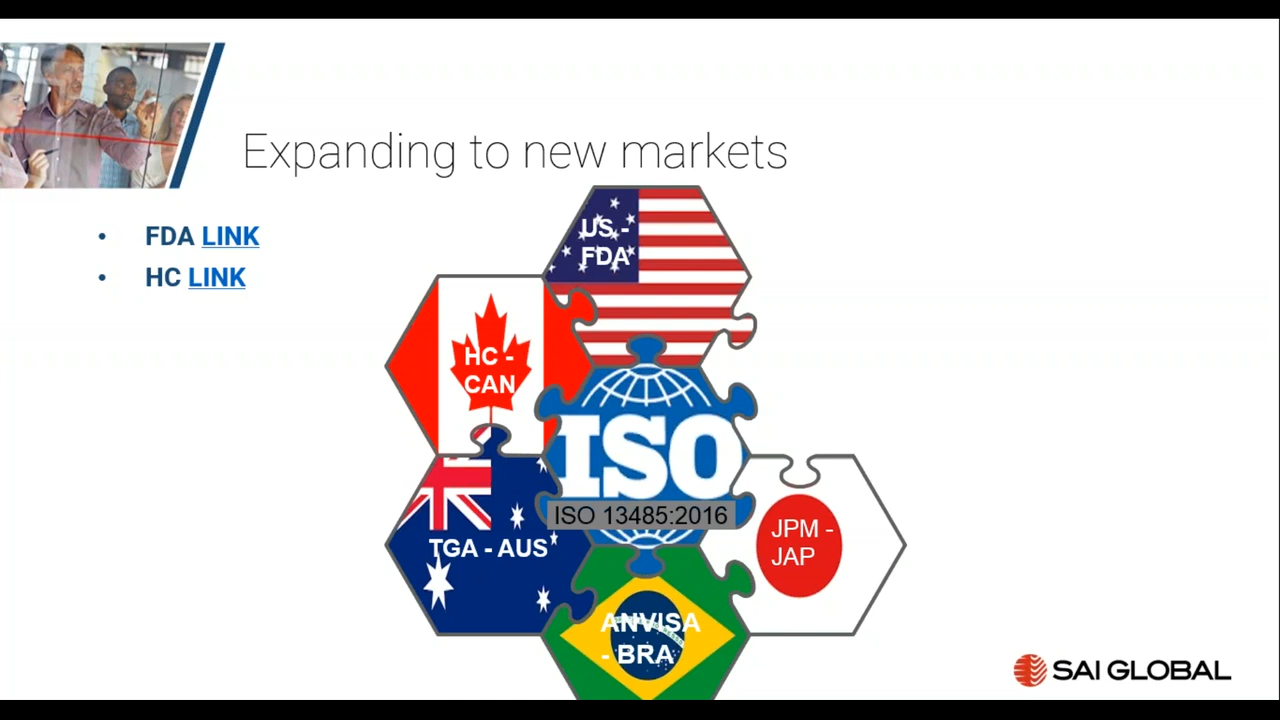 Expanding to new markets
• FDA LINK
• HC LINK
US -
FDA
HC -
CAN
ISO
ISO 13485:2016
TGA - AUS
JPM -
JAP
ANVISA
- BRA
SAI GLOBAL